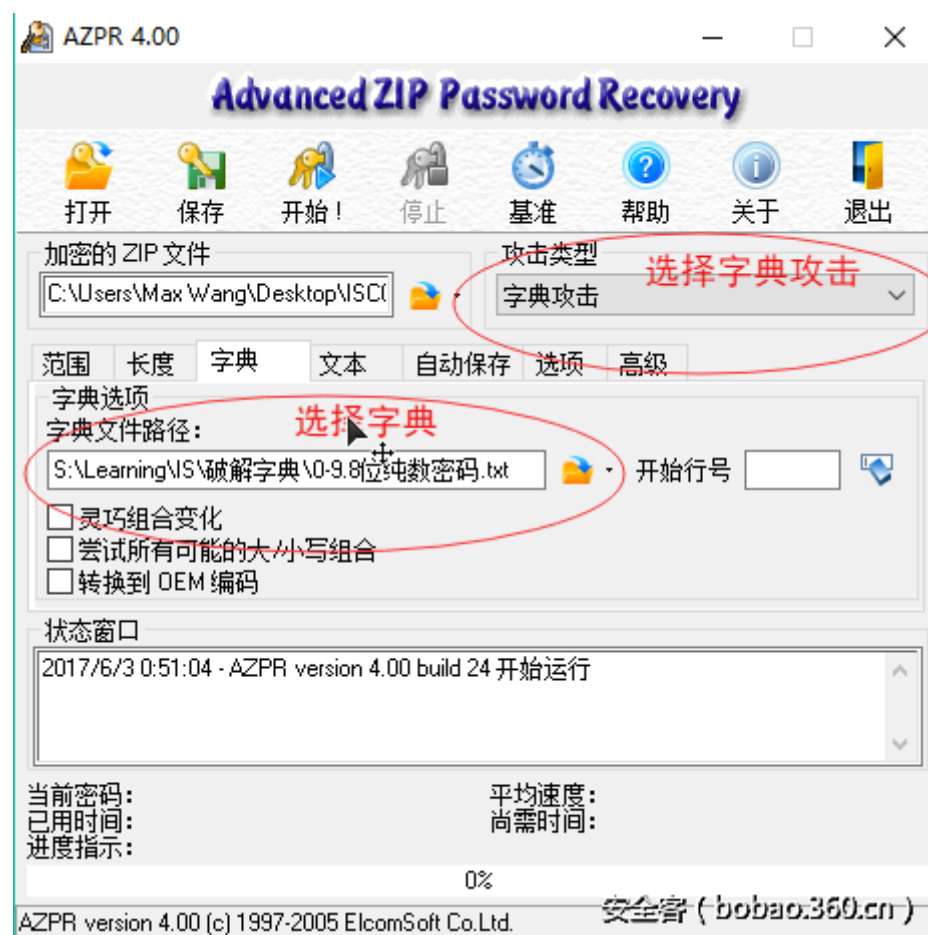 AZPR 4.00
Advanced ZIP Password Recovery
打开 保存 开始! 停止 基准 帮助 关于 退出
加密的 ZIP 文件 攻击类型
选择字典攻击
C:\Users\Max Wang\Desktop\ISC( 字典攻击
范围 长度 字典 文本 自动保存 选项 高级
字典选项
选择字典
字典文件路径:
S:\Learning\IS\破解字典\0-9.8位纯数密码.txt 开始行号
灵巧组合变化
尝试所有可能的大/小写组合
转换到 OEM 编码
状态窗口
2017/6/3 0:51:04 - AZPR version 4.00 build 24 开始运行
当前密码: 平均速度:
已用时间: 尚需时间:
进度指示:
0%
安全客 ( bobao.360.cn )
AZPR version 4.00 (c) 1997-2005 ElcomSoft Co.Ltd.